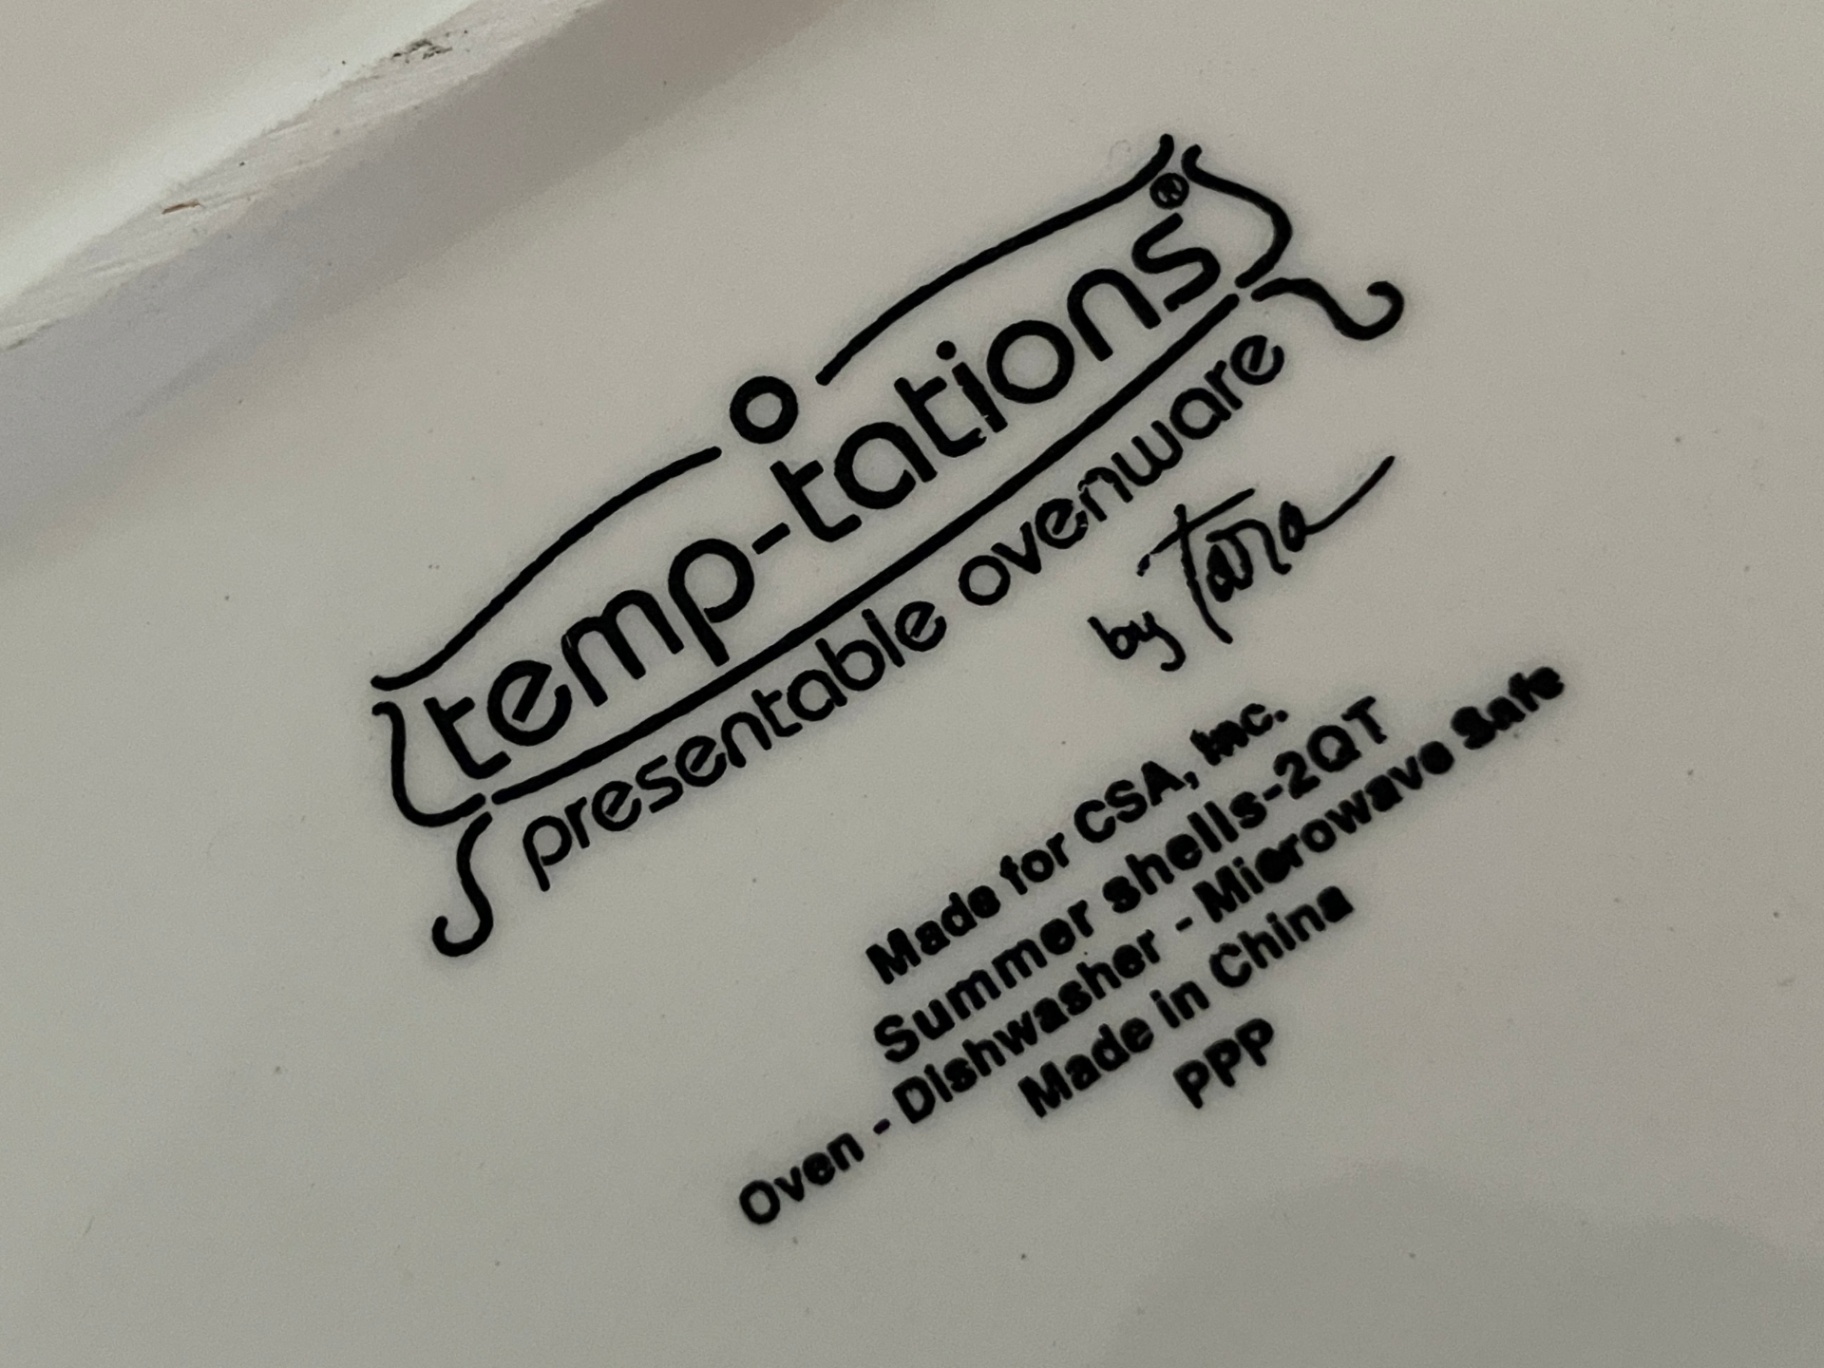 temp-tations®
presentable ovenware
by Tara
Made for CSA, Inc.
Summer shells-2QT
Oven - Dishwasher - Microwave Safe
Made in China
PPP